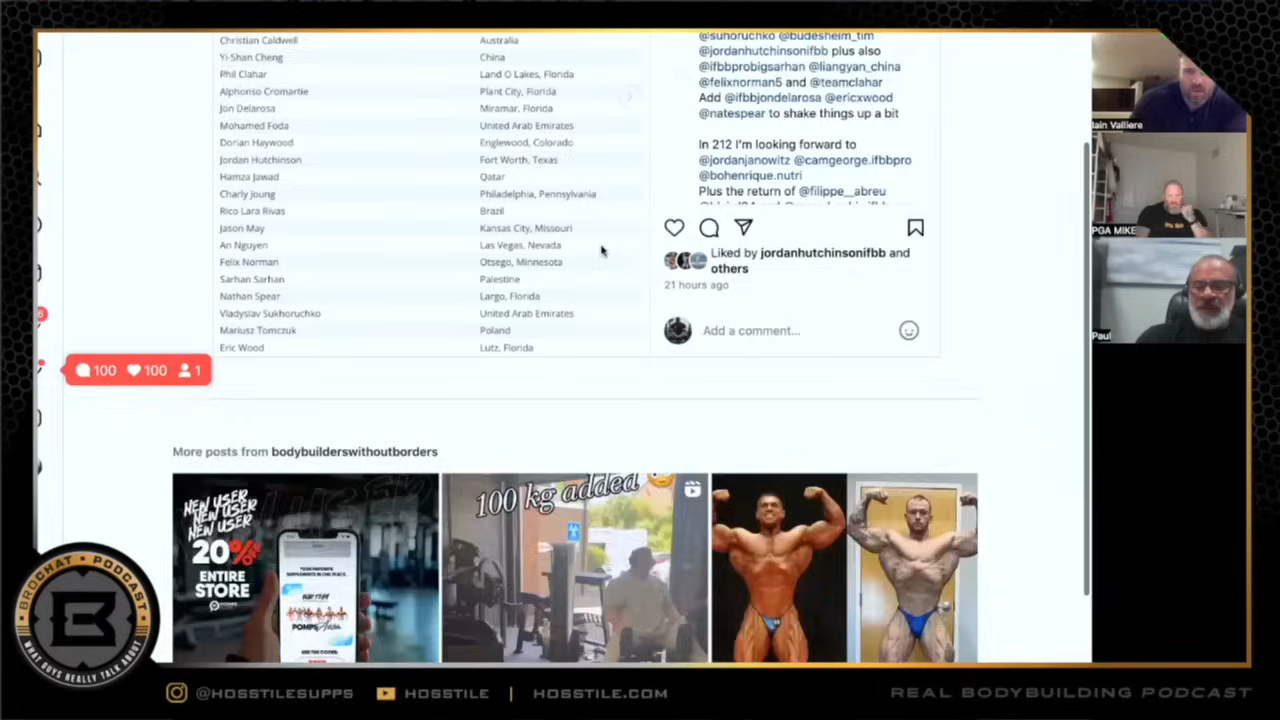 Christian Caldwell Australia
Yi-Shan Cheng China
Phil Clahar Land O Lakes, Florida
Alphonso Cromartie Plant City, Florida
Jon Delarosa Miramar, Florida
Mohamed Foda United Arab Emirates
Dorian Haywood Englewood, Colorado
Jordan Hutchinson Fort Worth, Texas
Hamza Jawad Qatar
Charly Joung Philadelphia, Pennsylvania
Rico Lara Rivas Brazil
Jason May Kansas City, Missouri
An Nguyen Las Vegas, Nevada
Felix Norman Otsego, Minnesota
Sarhan Sarhan Palestine
Nathan Spear Largo, Florida
Vladyslav Sukhoruchko United Arab Emirates
Mariusz Tomczuk Poland
Eric Wood Lutz, Florida
@suhoruchko @budesheim_tim
@jordanhutchinsonifbb plus also
@ifbbprobigsarhan @liangyan_china
@felixnorman5 and @teamclahar
Add @ifbbjondelarosa @ericxwood
@natespear to shake things up a bit
In 212 I'm looking forward to
@jordanjanowitz @camgeorge.ifbbpro
@bohenrique.nutri
Plus the return of @filippe__abreu
Liked by jordanhutchinsonifbb and
others
21 hours ago
Add a comment...
Iain Valliere
PGA MIKE
Paul
6
100 100 1
More posts from bodybuilderswithoutborders
NEW USER
NEW USER
NEW USER
20%
ENTIRE
STORE
100 kg added
BROCHAT • PODCAST
B
WHAT GUYS REALLY TALK ABOUT
@HOSSTILESUPPS HOSSTILE | HOSSTILE.COM
REAL BODYBUILDING PODCAST